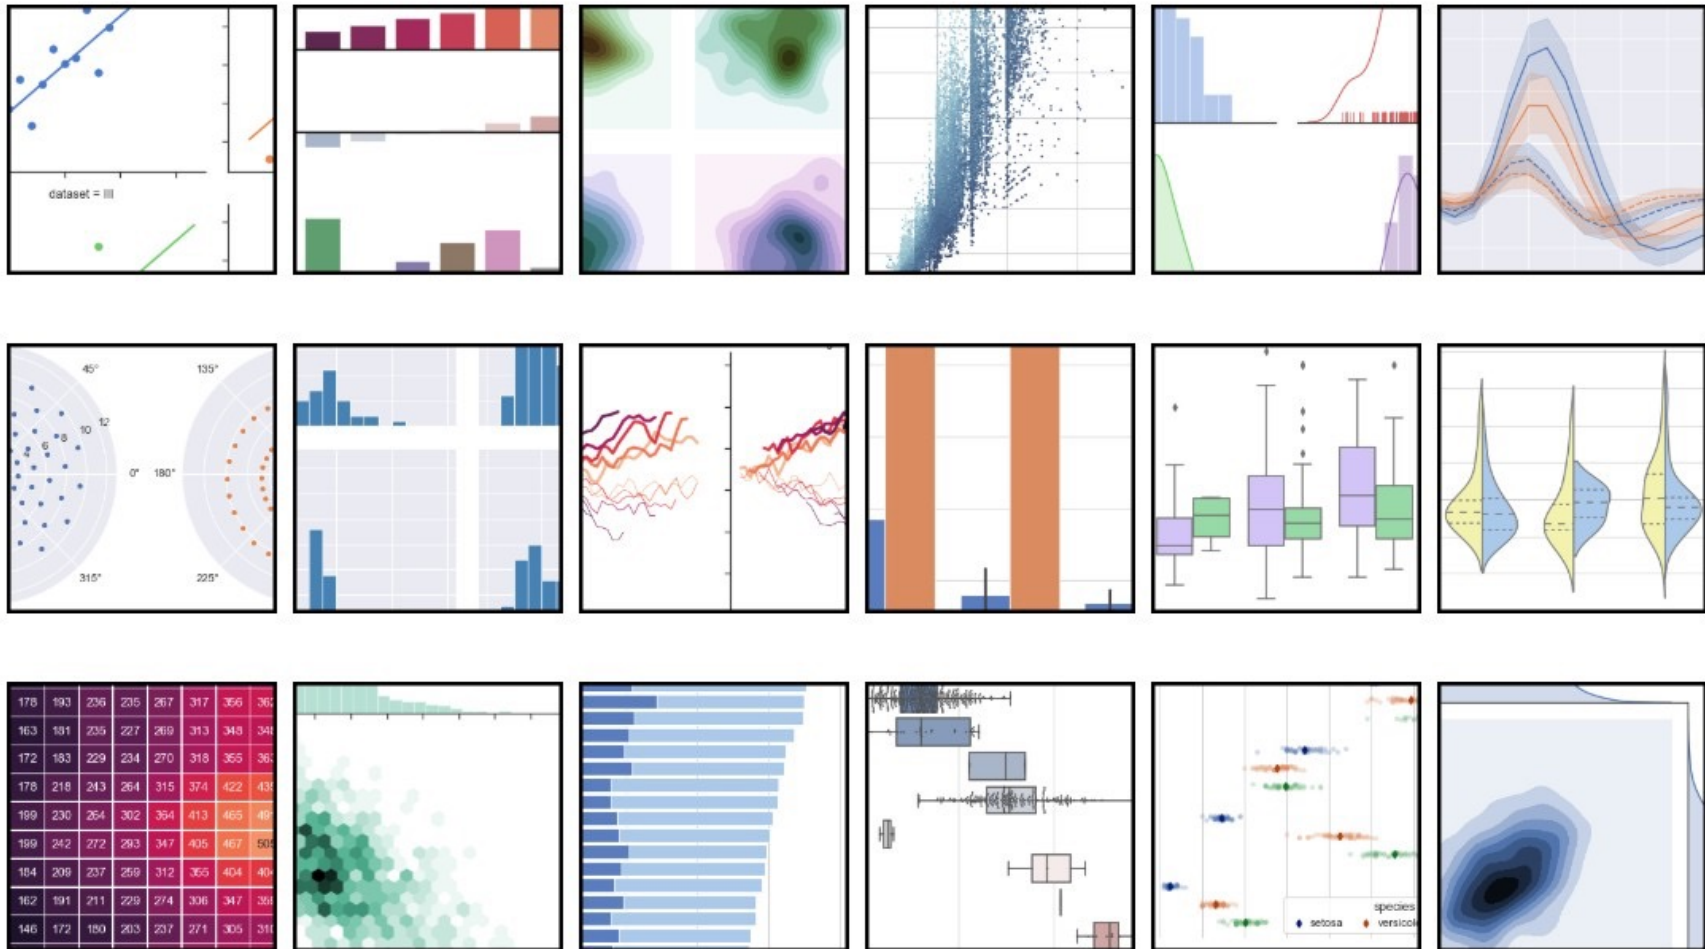 dataset = III
45°
135°
12
10
8
6
4
0°
180°
315°
225°
178 193 236 235 267 317 356
163 181 235 227 269 313 348
172 183 229 234 270 318 355
178 218 243 264 315 374 422
199 230 264 302 364 413 465
199 242 272 293 347 405 467 505
184 209 237 259 312 355 404
162 191 211 229 274 306 347
146 172 180 203 237 271 305
species
setosa versicol